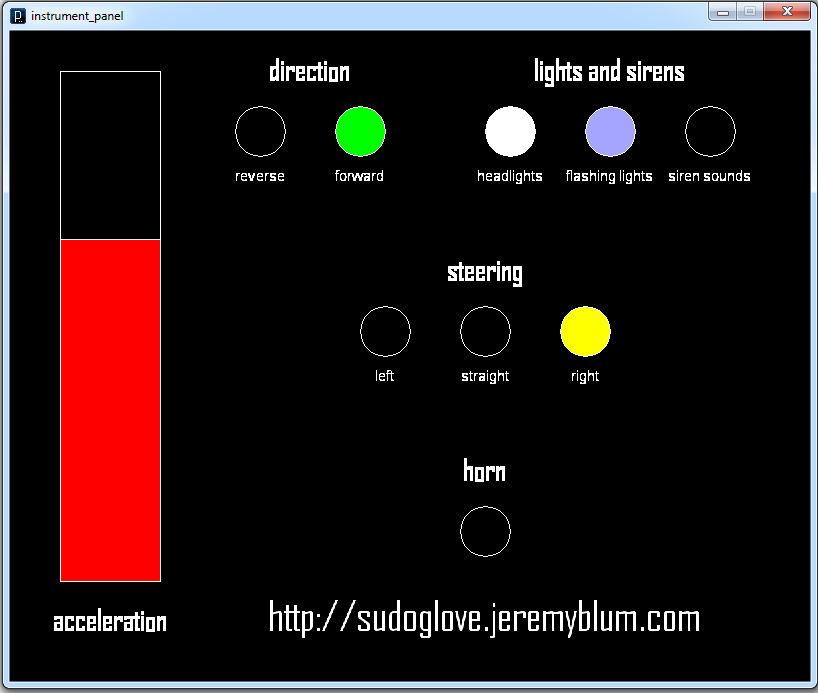 instrument_panel
direction
lights and sirens
reverse
forward
headlights
flashing lights
siren sounds
steering
left
straight
right
horn
acceleration
http://sudoglove.jeremyblum.com